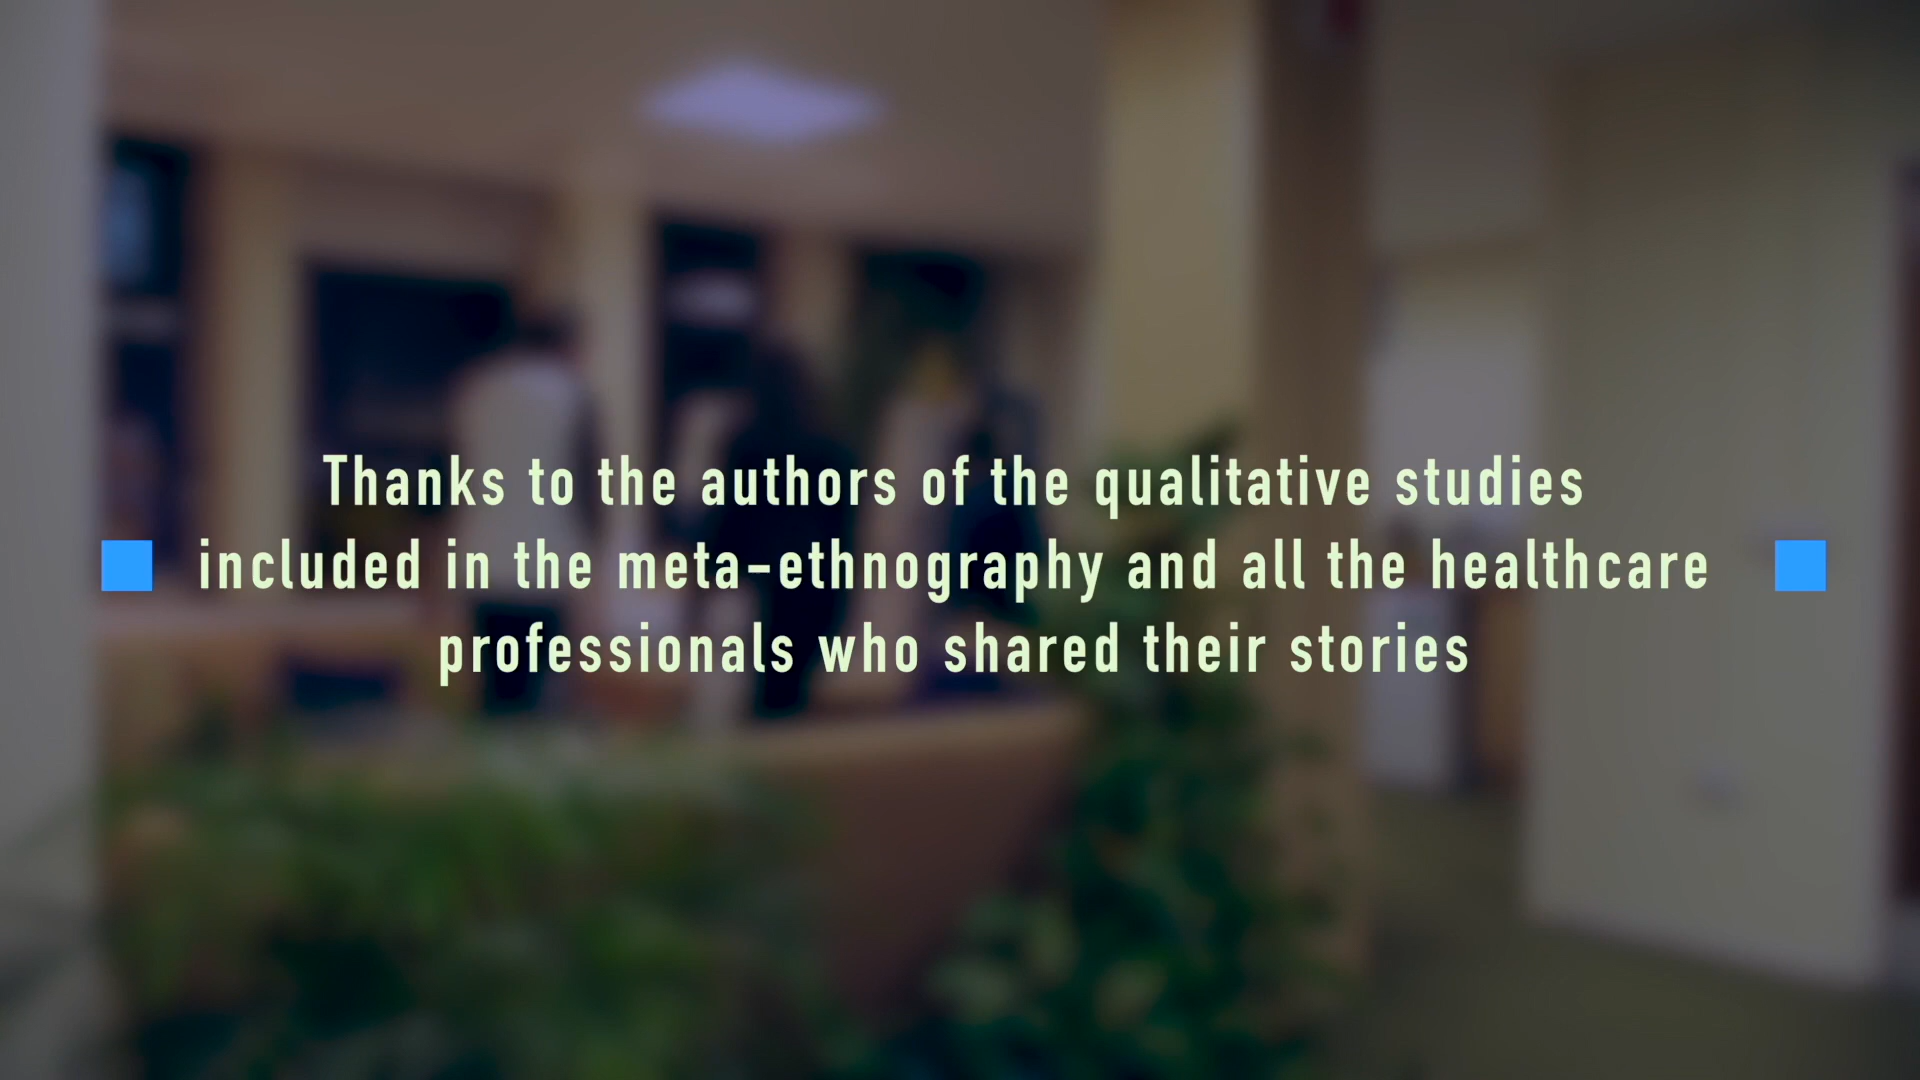 Thanks to the authors of the qualitative studies
included in the meta-ethnography and all the healthcare
professionals who shared their stories